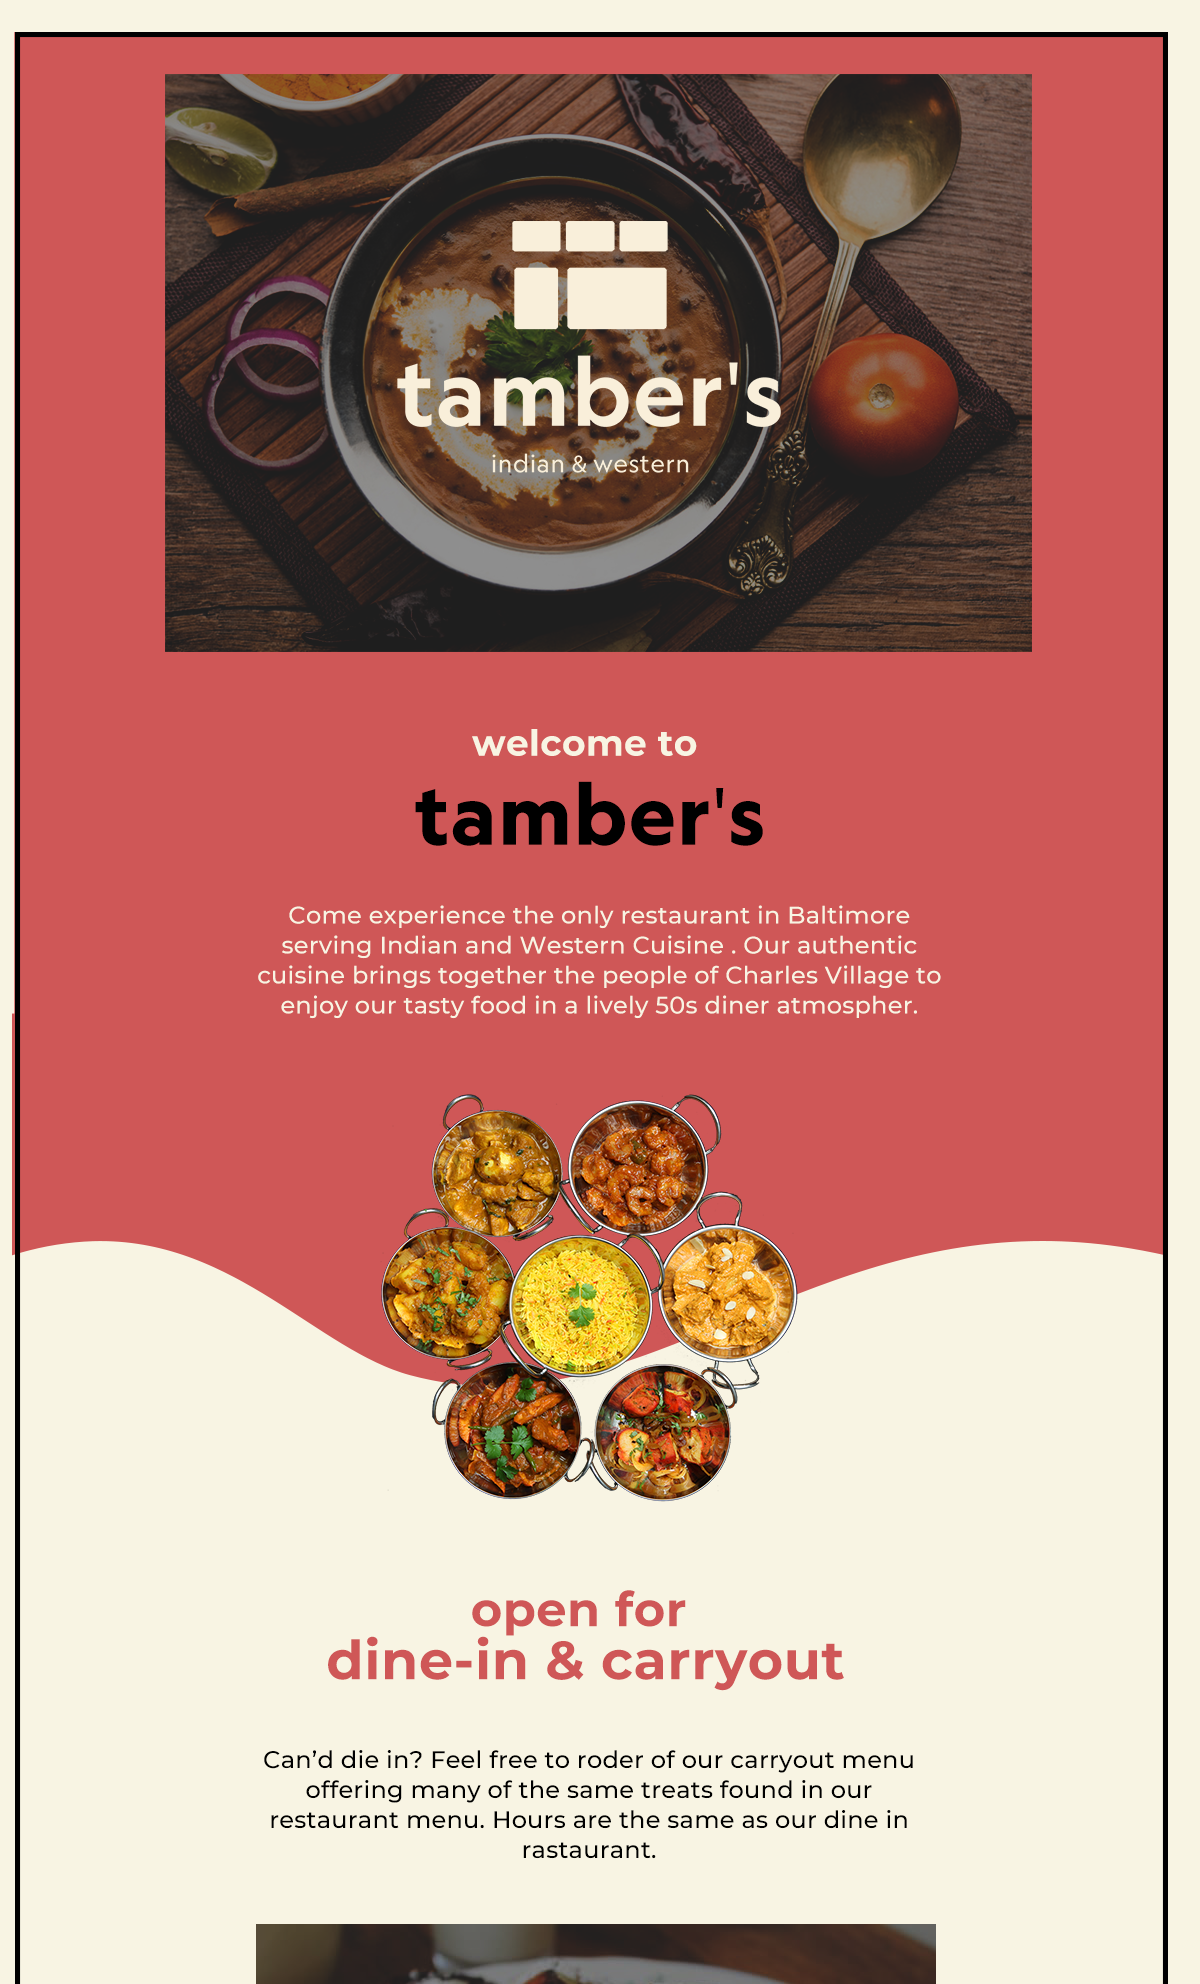 tamber's
indian & western
welcome to
tamber's
Come experience the only restaurant in Baltimore
serving Indian and Western Cuisine . Our authentic
cuisine brings together the people of Charles Village to
enjoy our tasty food in a lively 50s diner atmospher.
open for
dine-in & carryout
Can’d die in? Feel free to roder of our carryout menu
offering many of the same treats found in our
restaurant menu. Hours are the same as our dine in
rastaurant.